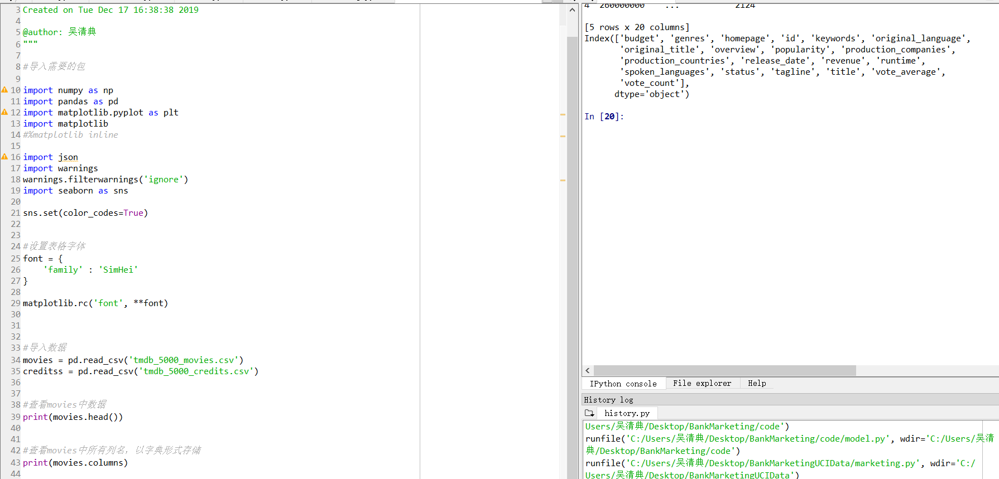 3 Created on Tue Dec 17 16:38:38 2019
4
5 @author: 吴清典
6 """
7
8 #导入需要的包
9
10 import numpy as np
11 import pandas as pd
12 import matplotlib.pyplot as plt
13 import matplotlib
14 #%matplotlib inline
15
16 import json
17 import warnings
18 warnings.filterwarnings('ignore')
19 import seaborn as sns
20
21 sns.set(color_codes=True)
22
23
24 #设置表格字体
25 font = {
26     'family' : 'SimHei'
27 }
28
29 matplotlib.rc('font', **font)
30
31
32
33 #导入数据
34 movies = pd.read_csv('tmdb_5000_movies.csv')
35 creditss = pd.read_csv('tmdb_5000_credits.csv')
36
37
38 #查看movies中数据
39 print(movies.head())
40
41
42 #查看movies中所有列名，以字典形式存储
43 print(movies.columns)
44
4  260000000    ...           2124
[5 rows x 20 columns]
Index(['budget', 'genres', 'homepage', 'id', 'keywords', 'original_language',
       'original_title', 'overview', 'popularity', 'production_companies',
       'production_countries', 'release_date', 'revenue', 'runtime',
       'spoken_languages', 'status', 'tagline', 'title', 'vote_average',
       'vote_count'],
      dtype='object')
In [20]:
IPython console   File explorer   Help
History log
history.py
Users/吴清典/Desktop/BankMarketing/code')
runfile('C:/Users/吴清典/Desktop/BankMarketing/code/model.py', wdir='C:/Users/吴清
典/Desktop/BankMarketing/code')
runfile('C:/Users/吴清典/Desktop/BankMarketingUCIData/marketing.py', wdir='C:/
Users/吴清典/Desktop/BankMarketingUCIData')